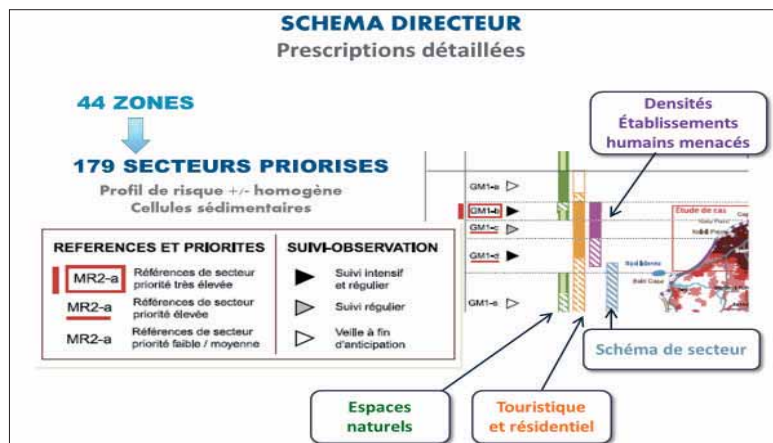 SCHEMA DIRECTEUR
Prescriptions détaillées
44 ZONES
179 SECTEURS PRIORISES
Profil de risque +/- homogène
Cellules sédimentaires
REFERENCES ET PRIORITES
MR2-a
Références de secteur
priorité très élevée
MR2-a
Références de secteur
priorité élevée
MR2-a
Références de secteur
priorité faible / moyenne
SUIVI-OBSERVATION
Suivi intensif
et régulier
Suivi régulier
Veille à fin
d'anticipation
Densités
Établissements
humains menacés
GM1-a
GM1-b
GM1-c
GM1-d
GM1-e
Étude de cas
Schéma de secteur
Espaces
naturels
Touristique
et résidentiel